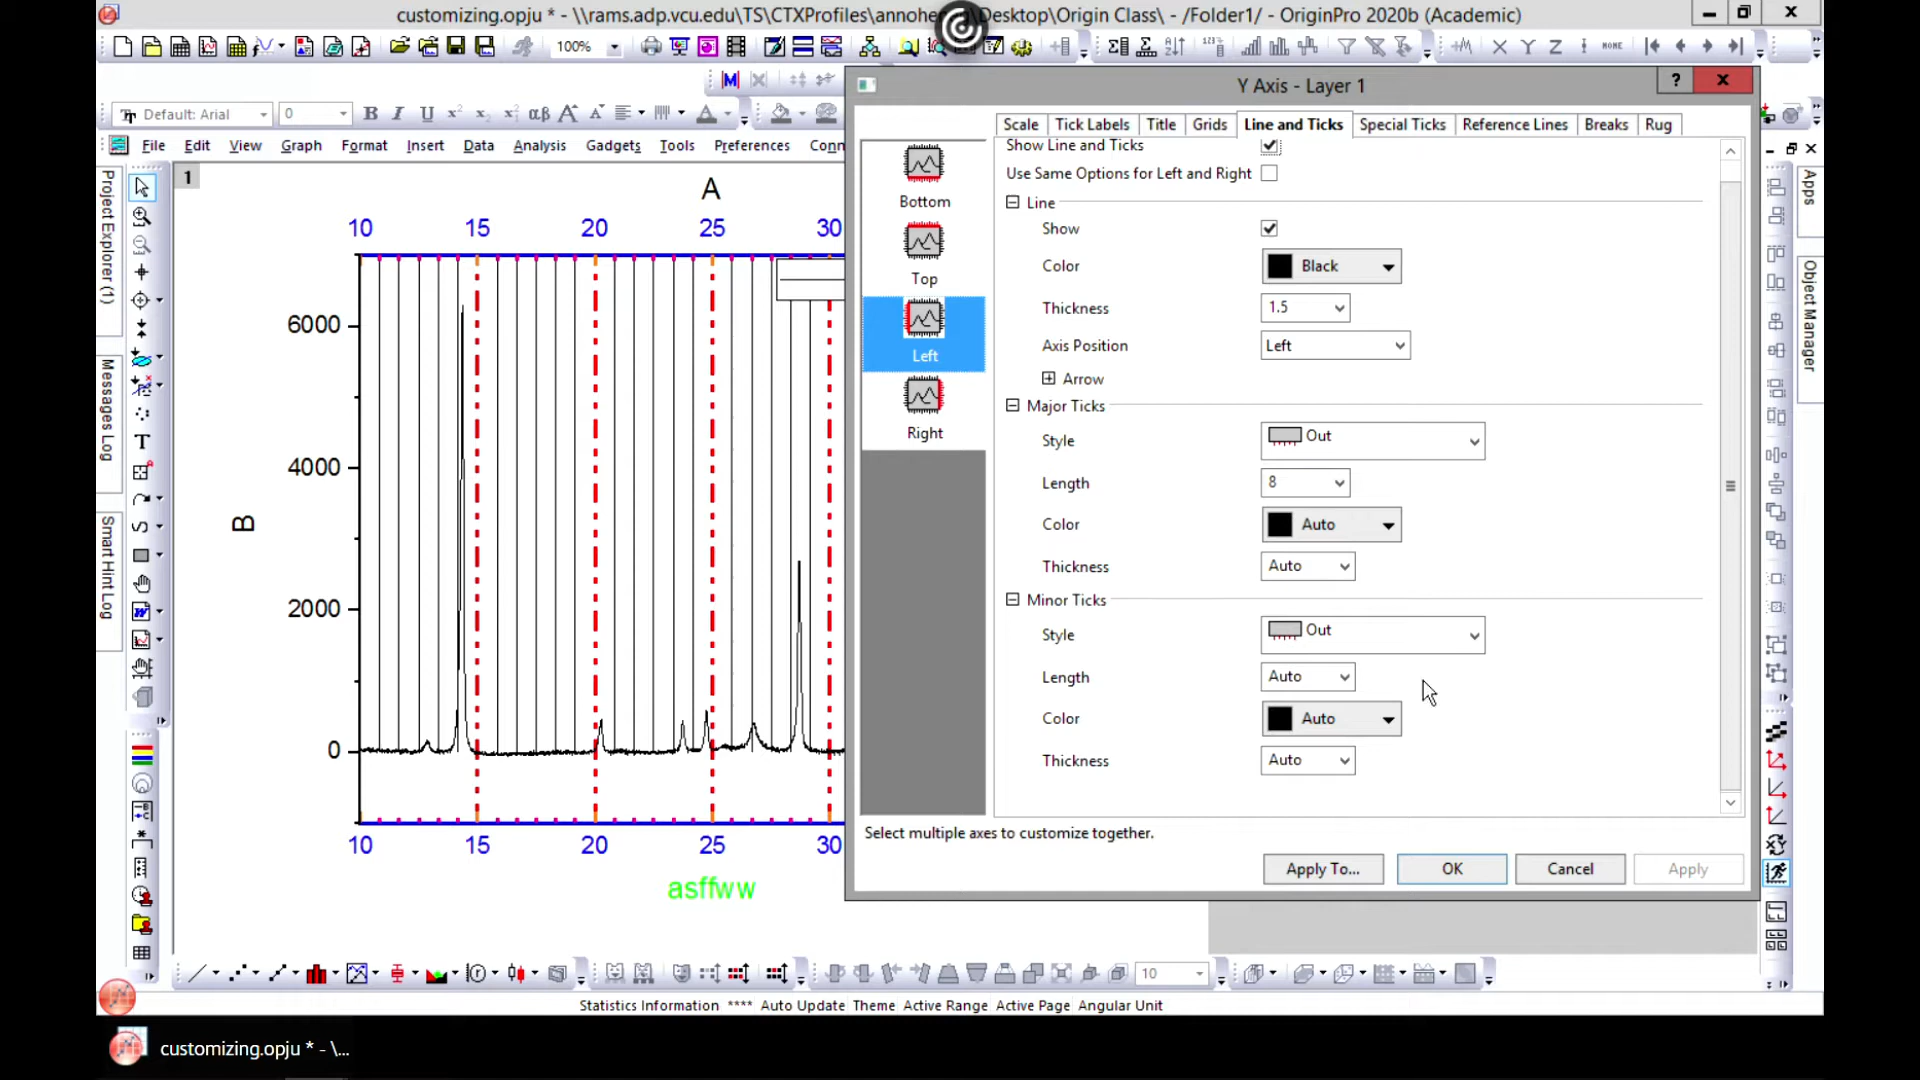 customizing.opju * - \\rams.adp.vcu.edu\TS\CTXProfiles\annohe Desktop\Origin Class\ - /Folder1/ - OriginPro 2020b (Academic)
100%
Default: Arial 0
File Edit View Graph Format Insert Data Analysis Gadgets Tools Preferences Conn
Y Axis - Layer 1
Scale Tick Labels Title Grids Line and Ticks Special Ticks Reference Lines Breaks Rug
Project Explorer (1)
Messages Log
Smart Hint Log
Apps
Object Manager
1
A
10 15 20 25 30
6000
4000
2000
0
B
10 15 20 25 30
asffww
Bottom
Top
Left
Right
Show Line and Ticks
Use Same Options for Left and Right
Line
Show
Color Black
Thickness 1.5
Axis Position Left
Arrow
Major Ticks
Style Out
Length 8
Color Auto
Thickness Auto
Minor Ticks
Style Out
Length Auto
Color Auto
Thickness Auto
Select multiple axes to customize together.
Apply To... OK Cancel Apply
10
Statistics Information **** Auto Update Theme Active Range Active Page Angular Unit
customizing.opju * - \...